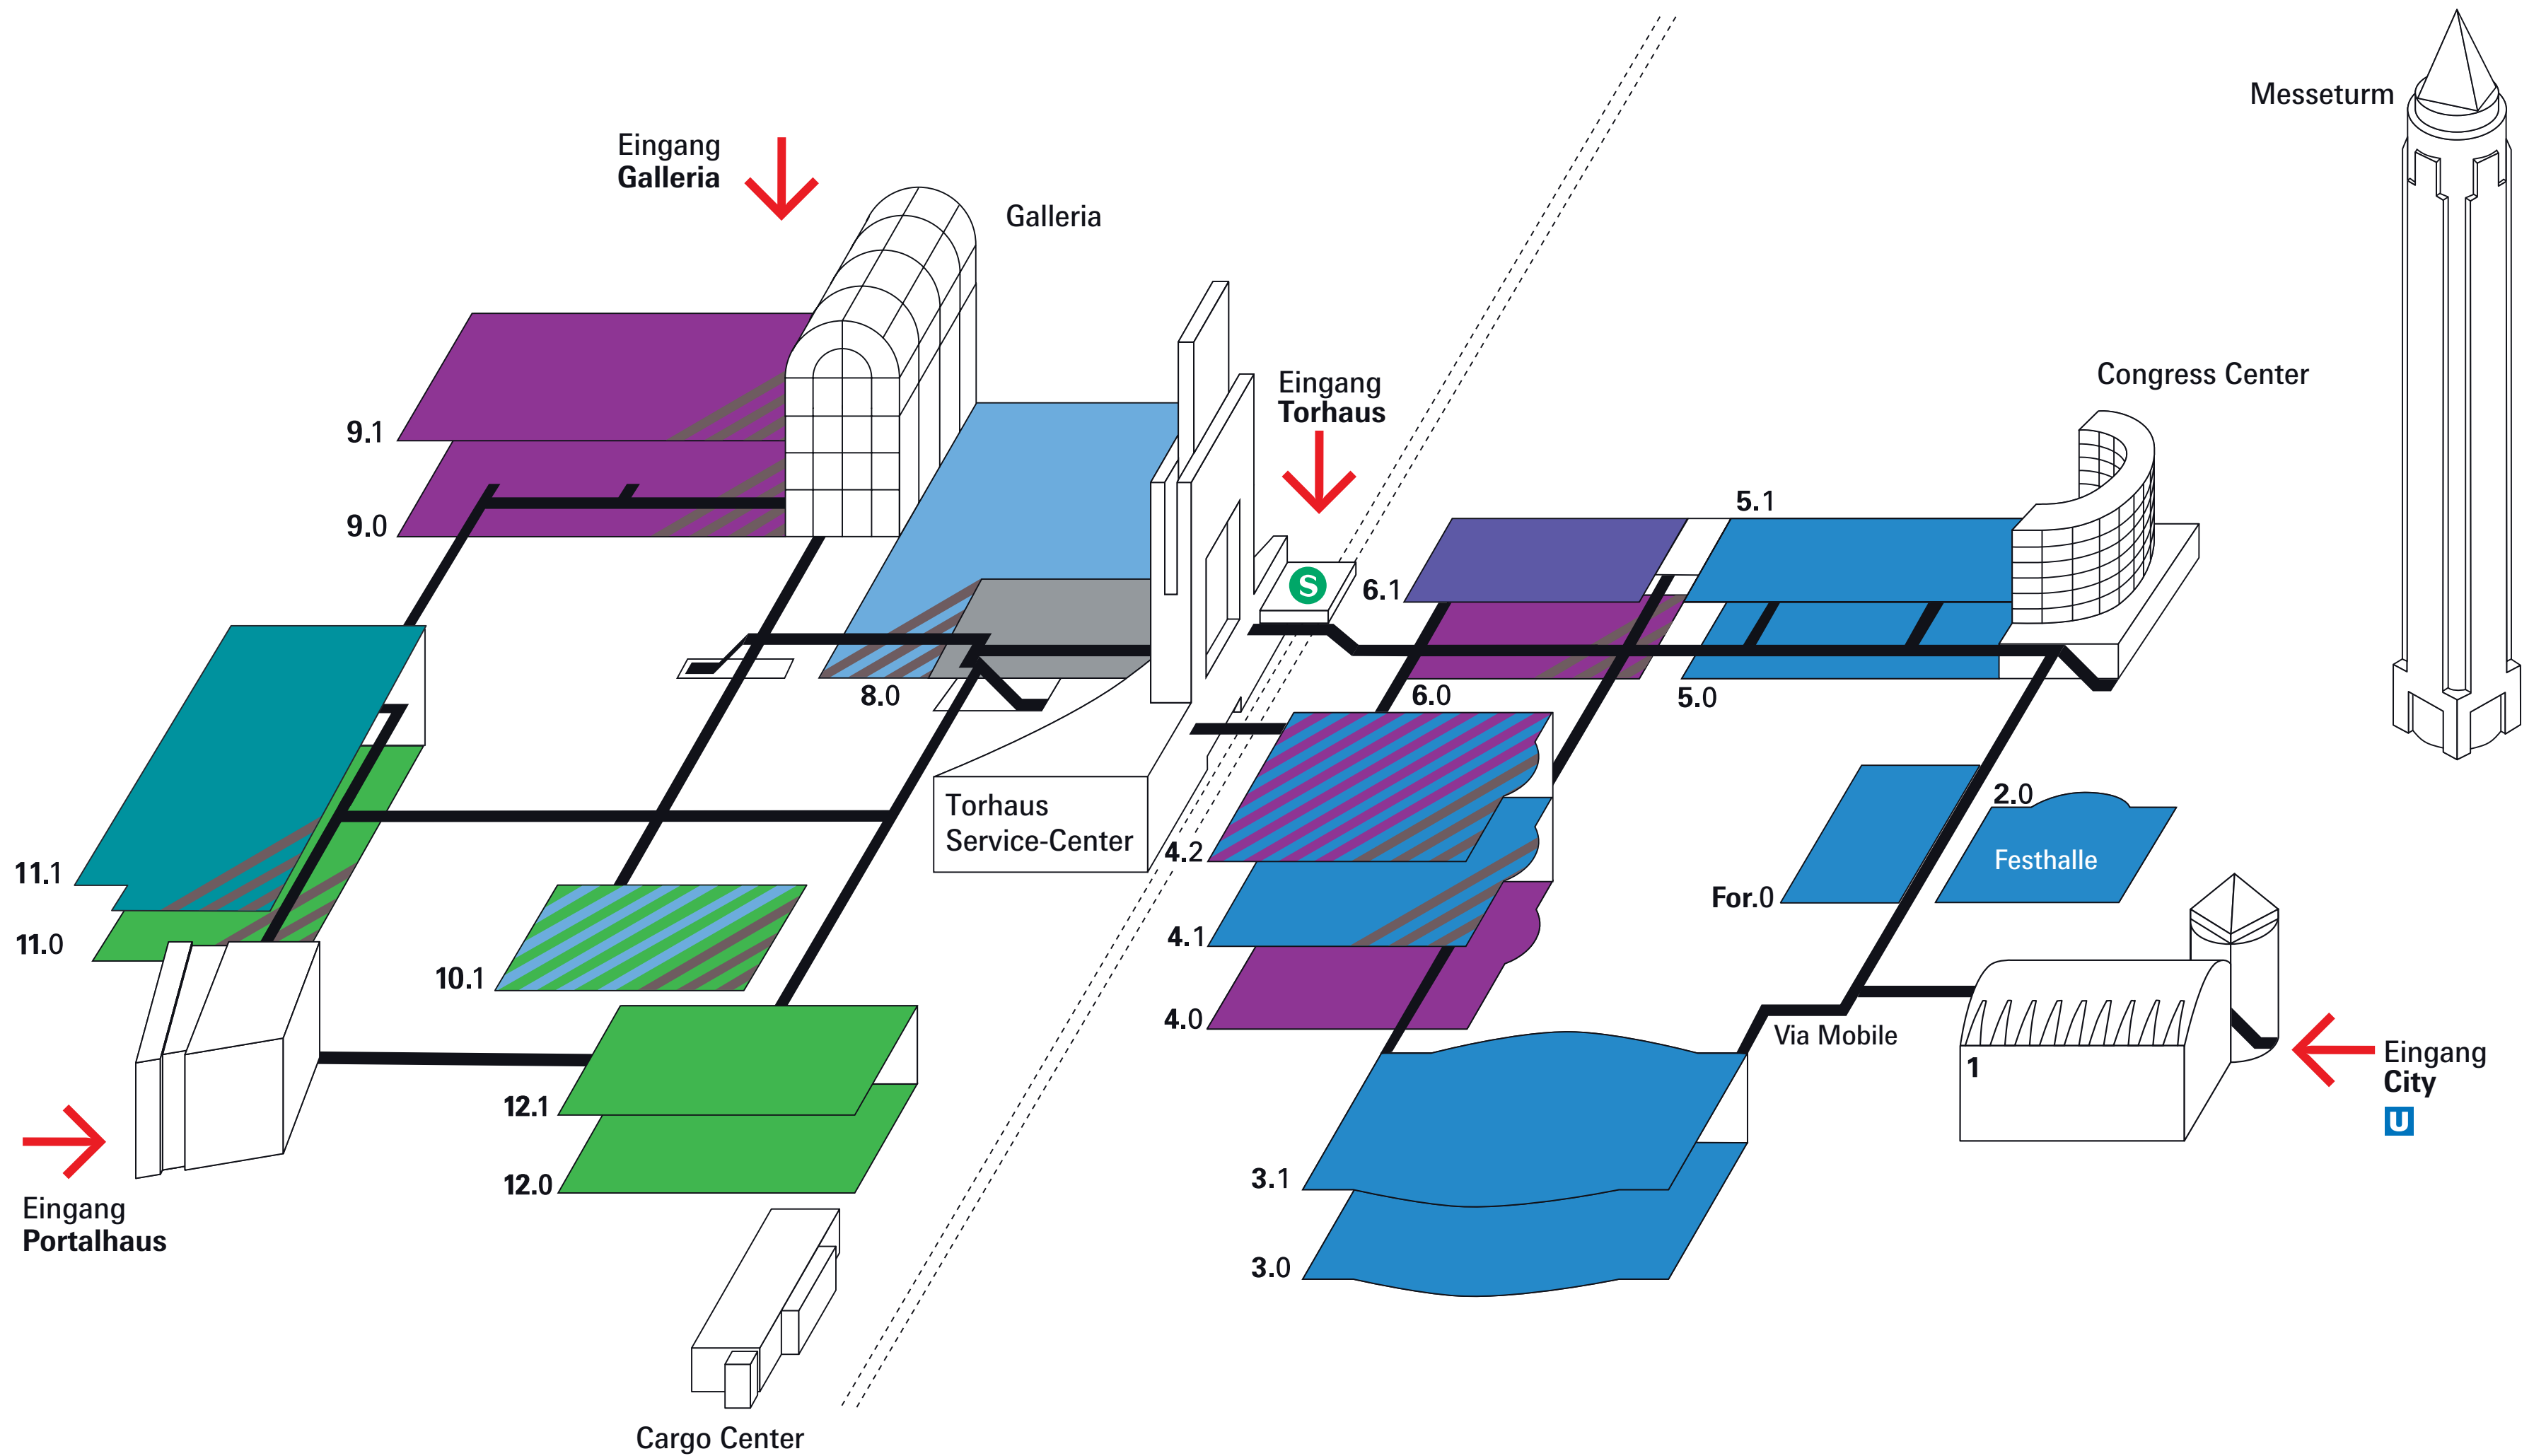 Messeturm
Eingang
Galleria
Galleria
Eingang
Torhaus
Congress Center
9.1
9.0
S
5.1
6.1
8.0
6.0
5.0
Torhaus
Service-Center
2.0
Festhalle
4.2
11.1
For.0
4.1
11.0
10.1
4.0
Via Mobile
1
Eingang
City
U
12.1
12.0
3.1
3.0
Eingang
Portalhaus
Cargo Center